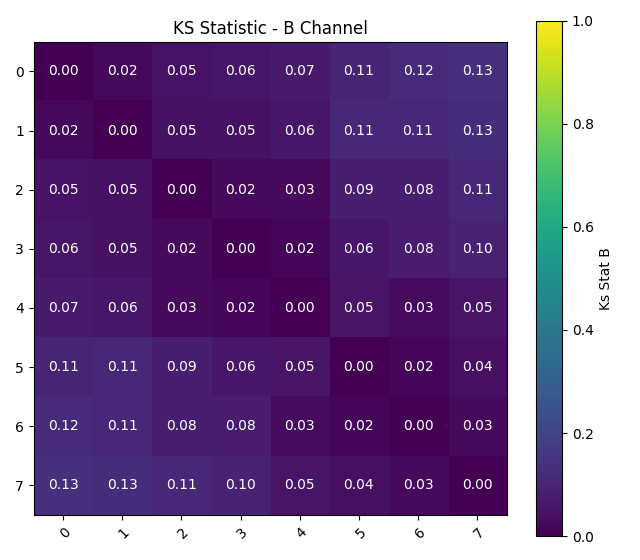 KS Statistic - B Channel
0 0.00 0.02 0.05 0.06 0.07 0.11 0.12 0.13
1 0.02 0.00 0.05 0.05 0.06 0.11 0.11 0.13
2 0.05 0.05 0.00 0.02 0.03 0.09 0.08 0.11
3 0.06 0.05 0.02 0.00 0.02 0.06 0.08 0.10
4 0.07 0.06 0.03 0.02 0.00 0.05 0.03 0.05
5 0.11 0.11 0.09 0.06 0.05 0.00 0.02 0.04
6 0.12 0.11 0.08 0.08 0.03 0.02 0.00 0.03
7 0.13 0.13 0.11 0.10 0.05 0.04 0.03 0.00
0 1 2 3 4 5 6 7
1.0
0.8
0.6
0.4
0.2
0.0
Ks Stat B